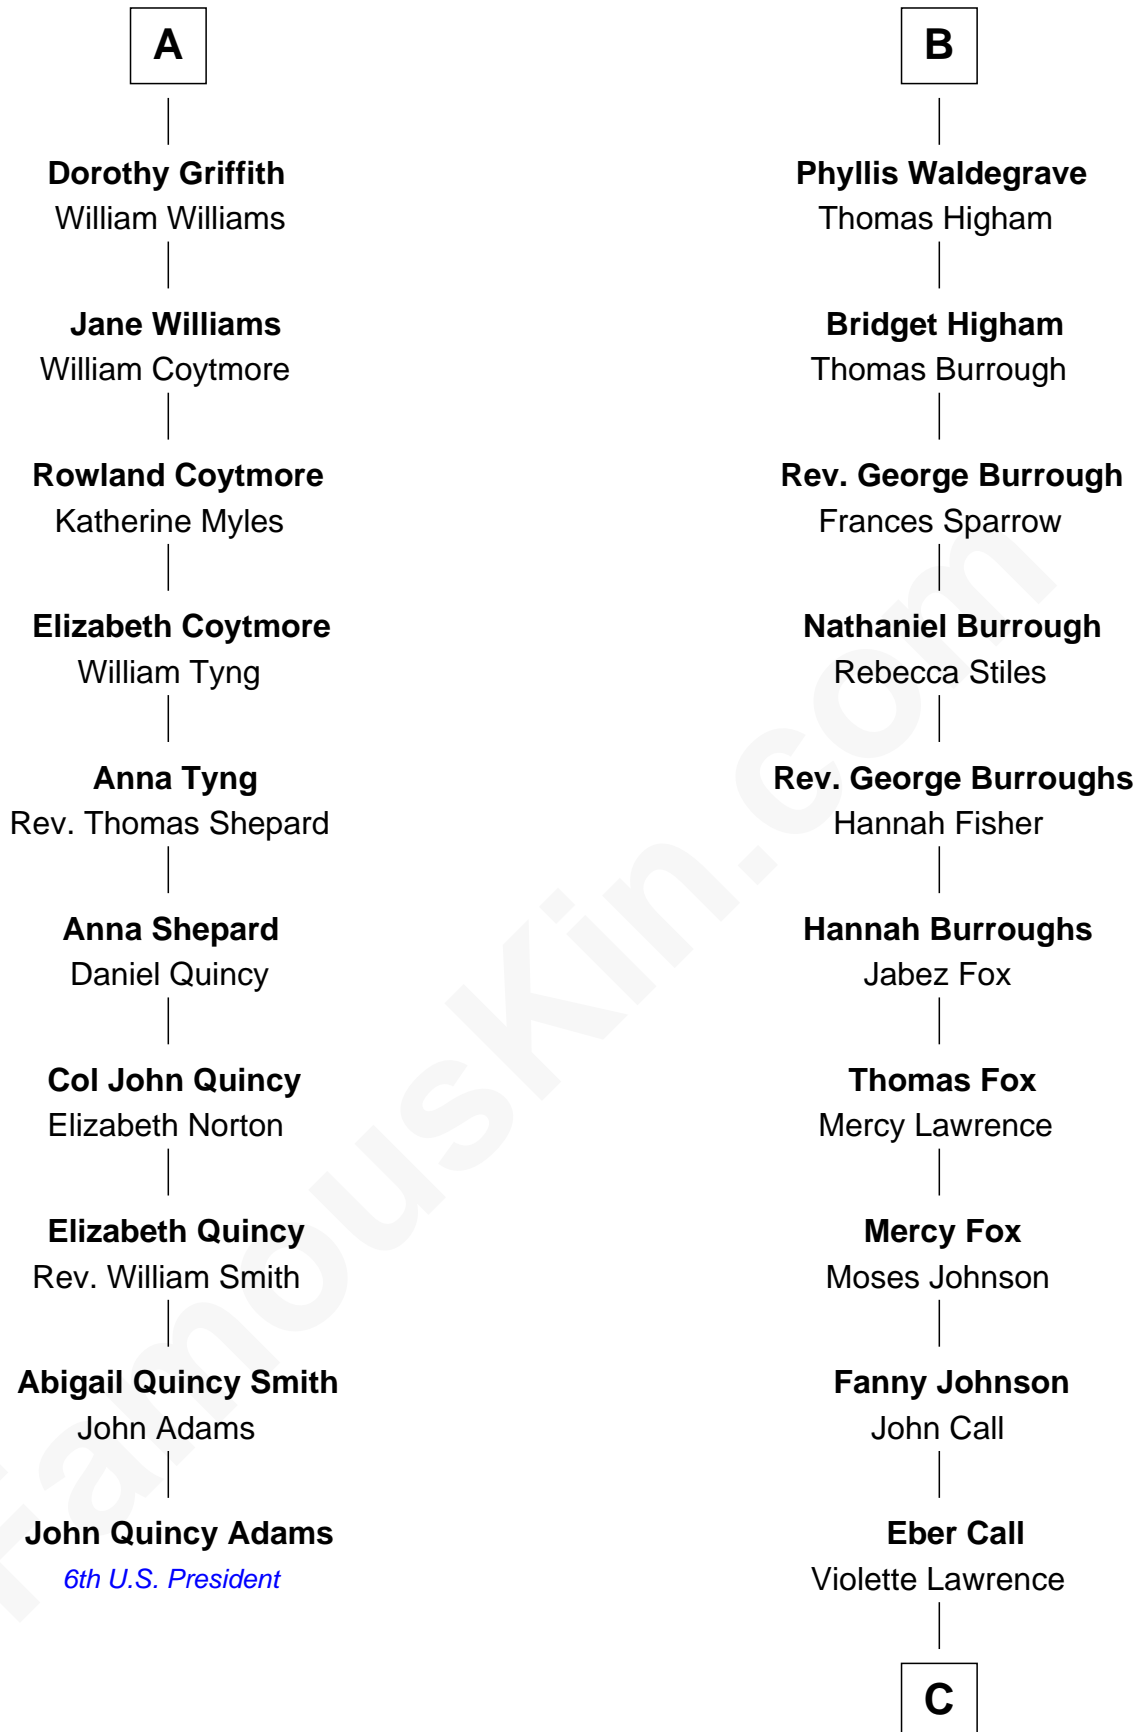 A
Dorothy Griffith
William Williams
Jane Williams
William Coytmore
Rowland Coytmore
Katherine Myles
Elizabeth Coytmore
William Tyng
Anna Tyng
Rev. Thomas Shepard
Anna Shepard
Daniel Quincy
Col John Quincy
Elizabeth Norton
Elizabeth Quincy
Rev. William Smith
Abigail Quincy Smith
John Adams
John Quincy Adams
6th U.S. President
B
Phyllis Waldegrave
Thomas Higham
Bridget Higham
Thomas Burrough
Rev. George Burrough
Frances Sparrow
Nathaniel Burrough
Rebecca Stiles
Rev. George Burroughs
Hannah Fisher
Hannah Burroughs
Jabez Fox
Thomas Fox
Mercy Lawrence
Mercy Fox
Moses Johnson
Fanny Johnson
John Call
Eber Call
Violette Lawrence
C
FamousKin.com